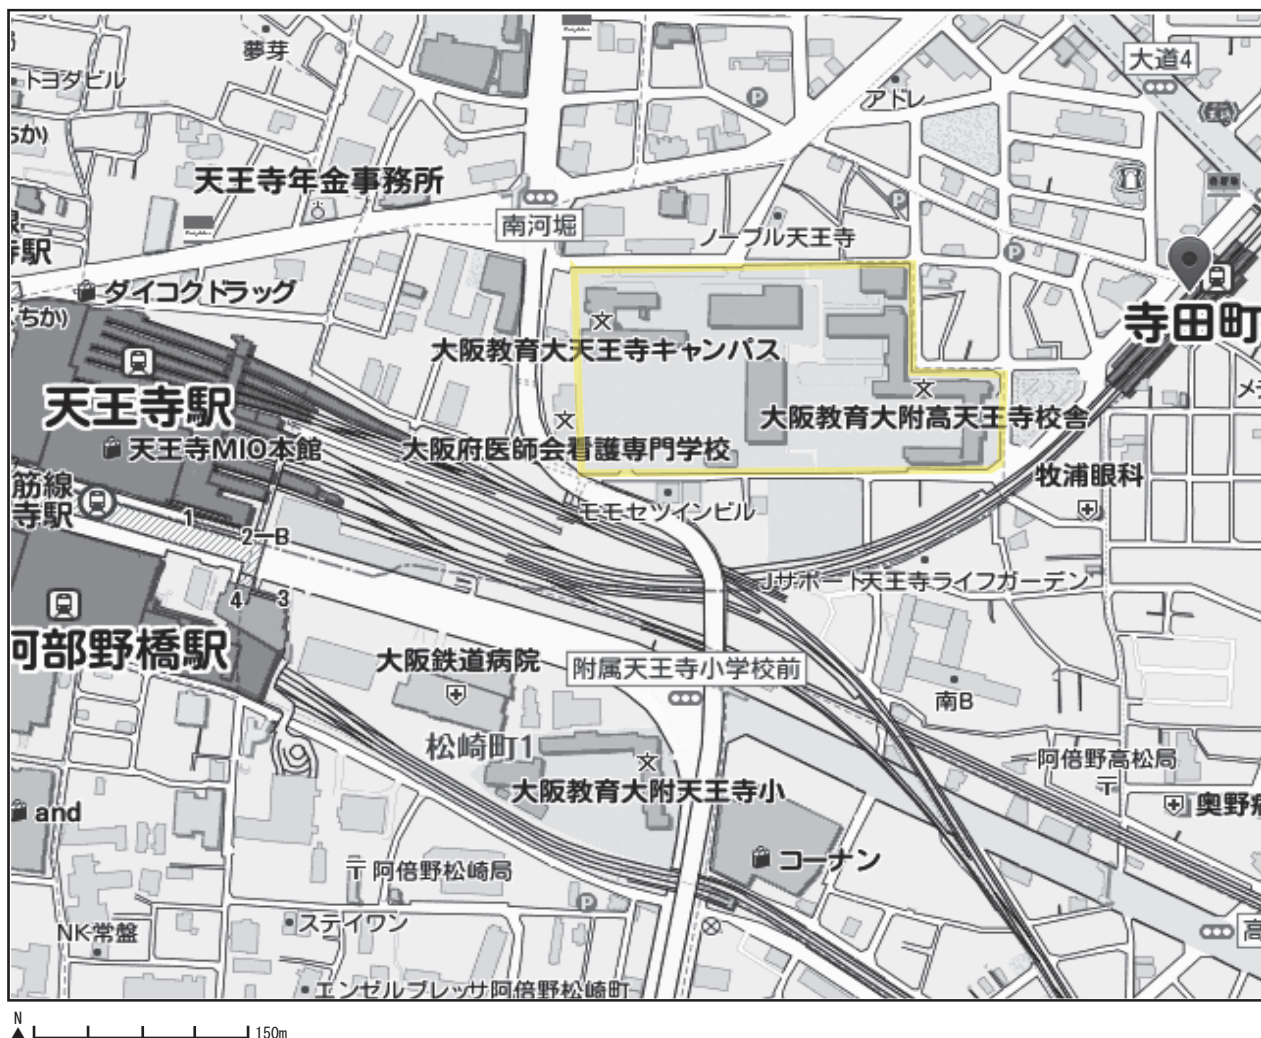 夢芽
大道4
トヨダビル
アドレ
ちか)
天王寺年金事務所
南河堀
ノーブル天王寺
寺駅
ダイコクドラッグ
ちか)
寺田町
大阪教育大天王寺キャンパス
天王寺駅
大阪教育大附高天王寺校舎
天王寺MIO本館
大阪府医師会看護専門学校
牧浦眼科
筋線
寺駅
モモセツインビル
1
2
B
Jサポート天王寺ライフガーデン
4
3
阿部野橋駅
大阪鉄道病院
附属天王寺小学校前
南B
松崎町1
阿倍野高松局
大阪教育大附天王寺小
and
奥野病
コーナン
阿倍野松崎局
ステイワン
NK常盤
高
エンゼルプレッサ阿倍野松崎町
N
150m